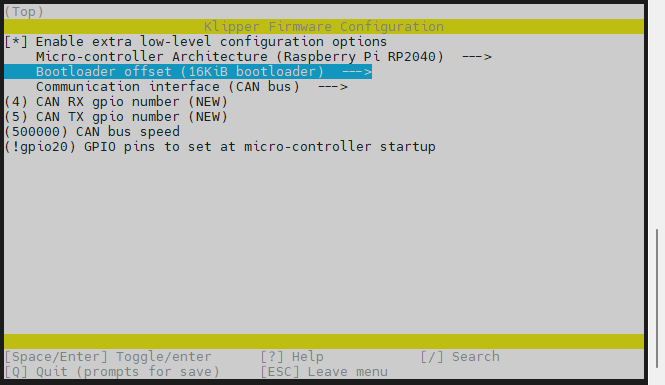 (Top)
Klipper Firmware Configuration
[*] Enable extra low-level configuration options
Micro-controller Architecture (Raspberry Pi RP2040)  --->
Bootloader offset (16KiB bootloader)  --->
Communication interface (CAN bus)  --->
(4) CAN RX gpio number (NEW)
(5) CAN TX gpio number (NEW)
(500000) CAN bus speed
(!gpio20) GPIO pins to set at micro-controller startup
[Space/Enter] Toggle/enter [?] Help [/] Search
[Q] Quit (prompts for save) [ESC] Leave menu